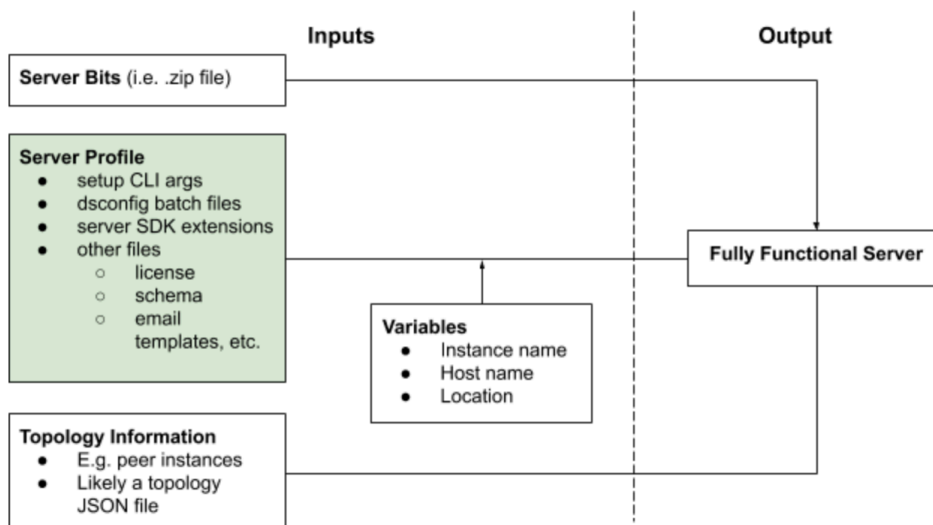 Inputs
Output
Server Bits (i.e. .zip file)
Server Profile
● setup CLI args
● dsconfig batch files
● server SDK extensions
● other files
○ license
○ schema
○ email
templates, etc.
Fully Functional Server
Variables
● Instance name
● Host name
● Location
Topology Information
● E.g. peer instances
● Likely a topology
JSON file